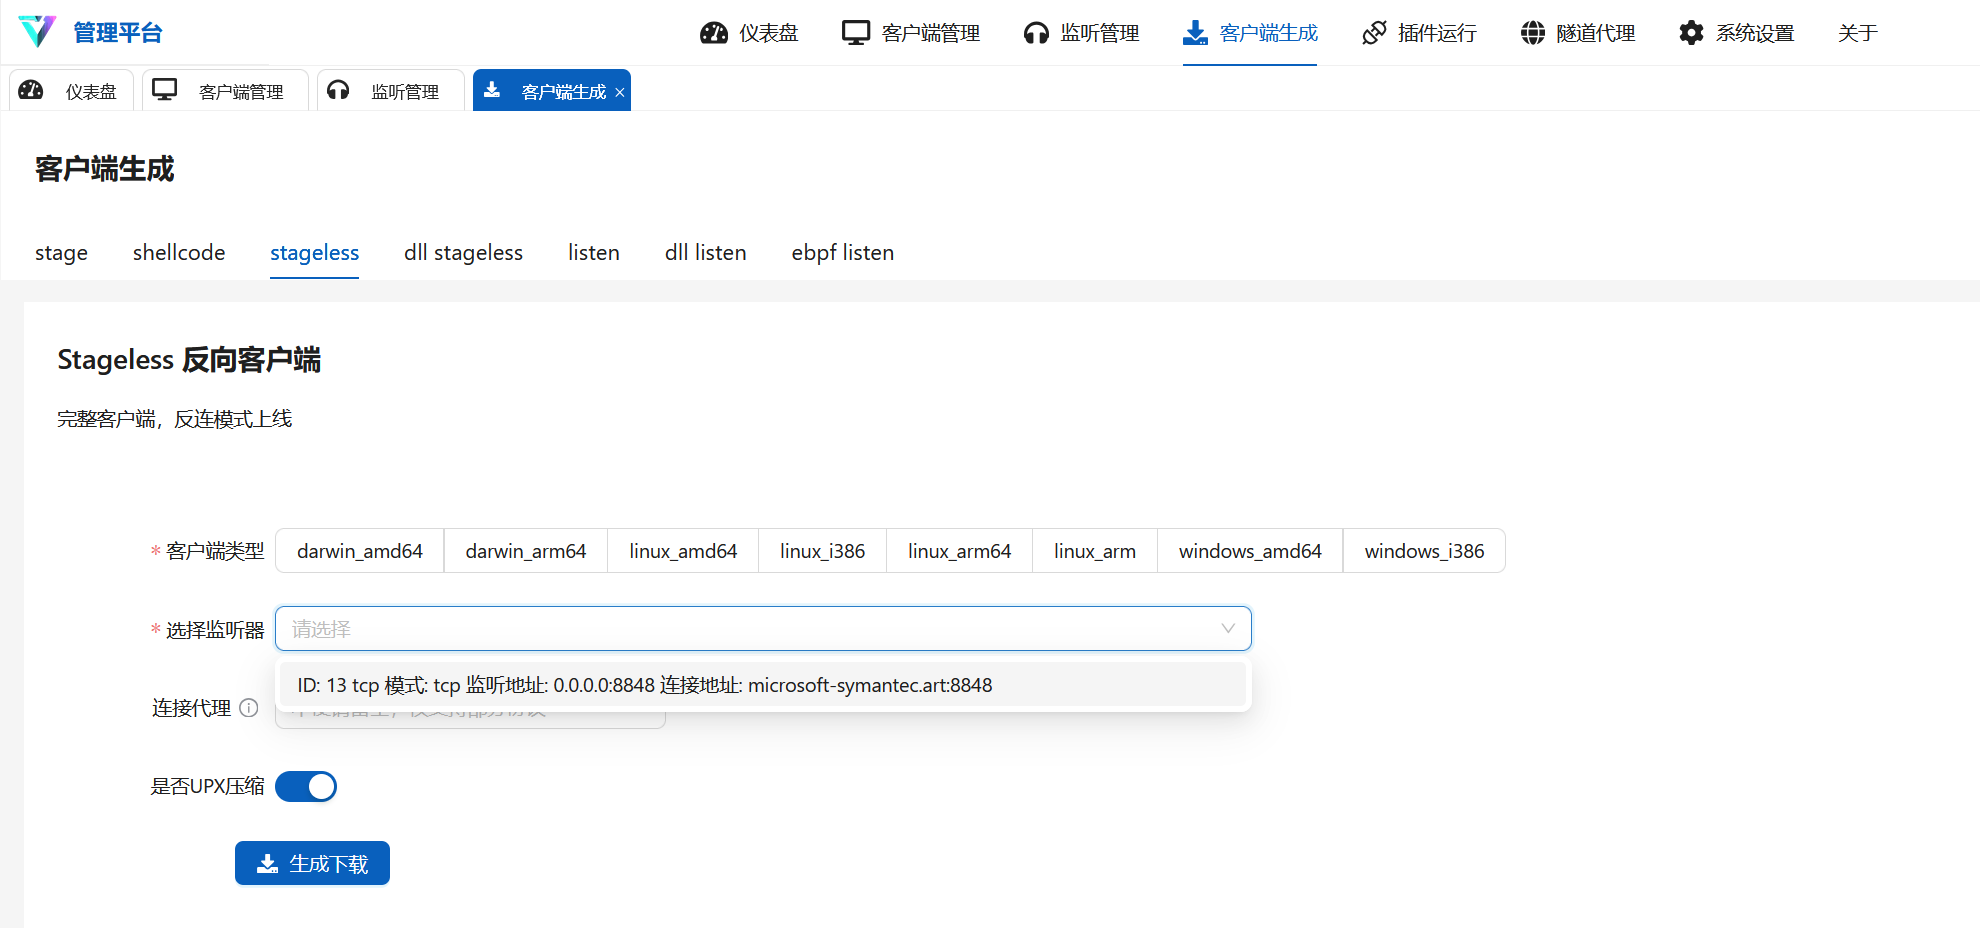 管理平台
仪表盘 客户端管理 监听管理 客户端生成 插件运行 隧道代理 系统设置 关于
仪表盘 客户端管理 监听管理 客户端生成 ×
客户端生成
stage shellcode stageless dll stageless listen dll listen ebpf listen
Stageless 反向客户端
完整客户端，反连模式上线
* 客户端类型 darwin_amd64 darwin_arm64 linux_amd64 linux_i386 linux_arm64 linux_arm windows_amd64 windows_i386
* 选择监听器 请选择
ID: 13 tcp 模式: tcp 监听地址: 0.0.0.0:8848 连接地址: microsoft-symantec.art:8848
连接代理
是否UPX压缩
生成下载